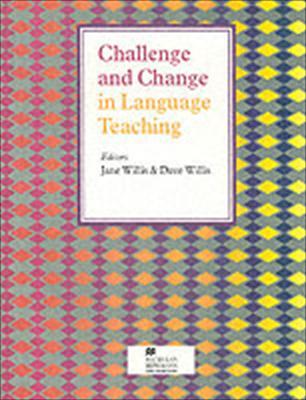 Challenge
and Change
in Language
Teaching
Editors
Jane Willis & Dave Willis
MACMILLAN
HEINEMANN